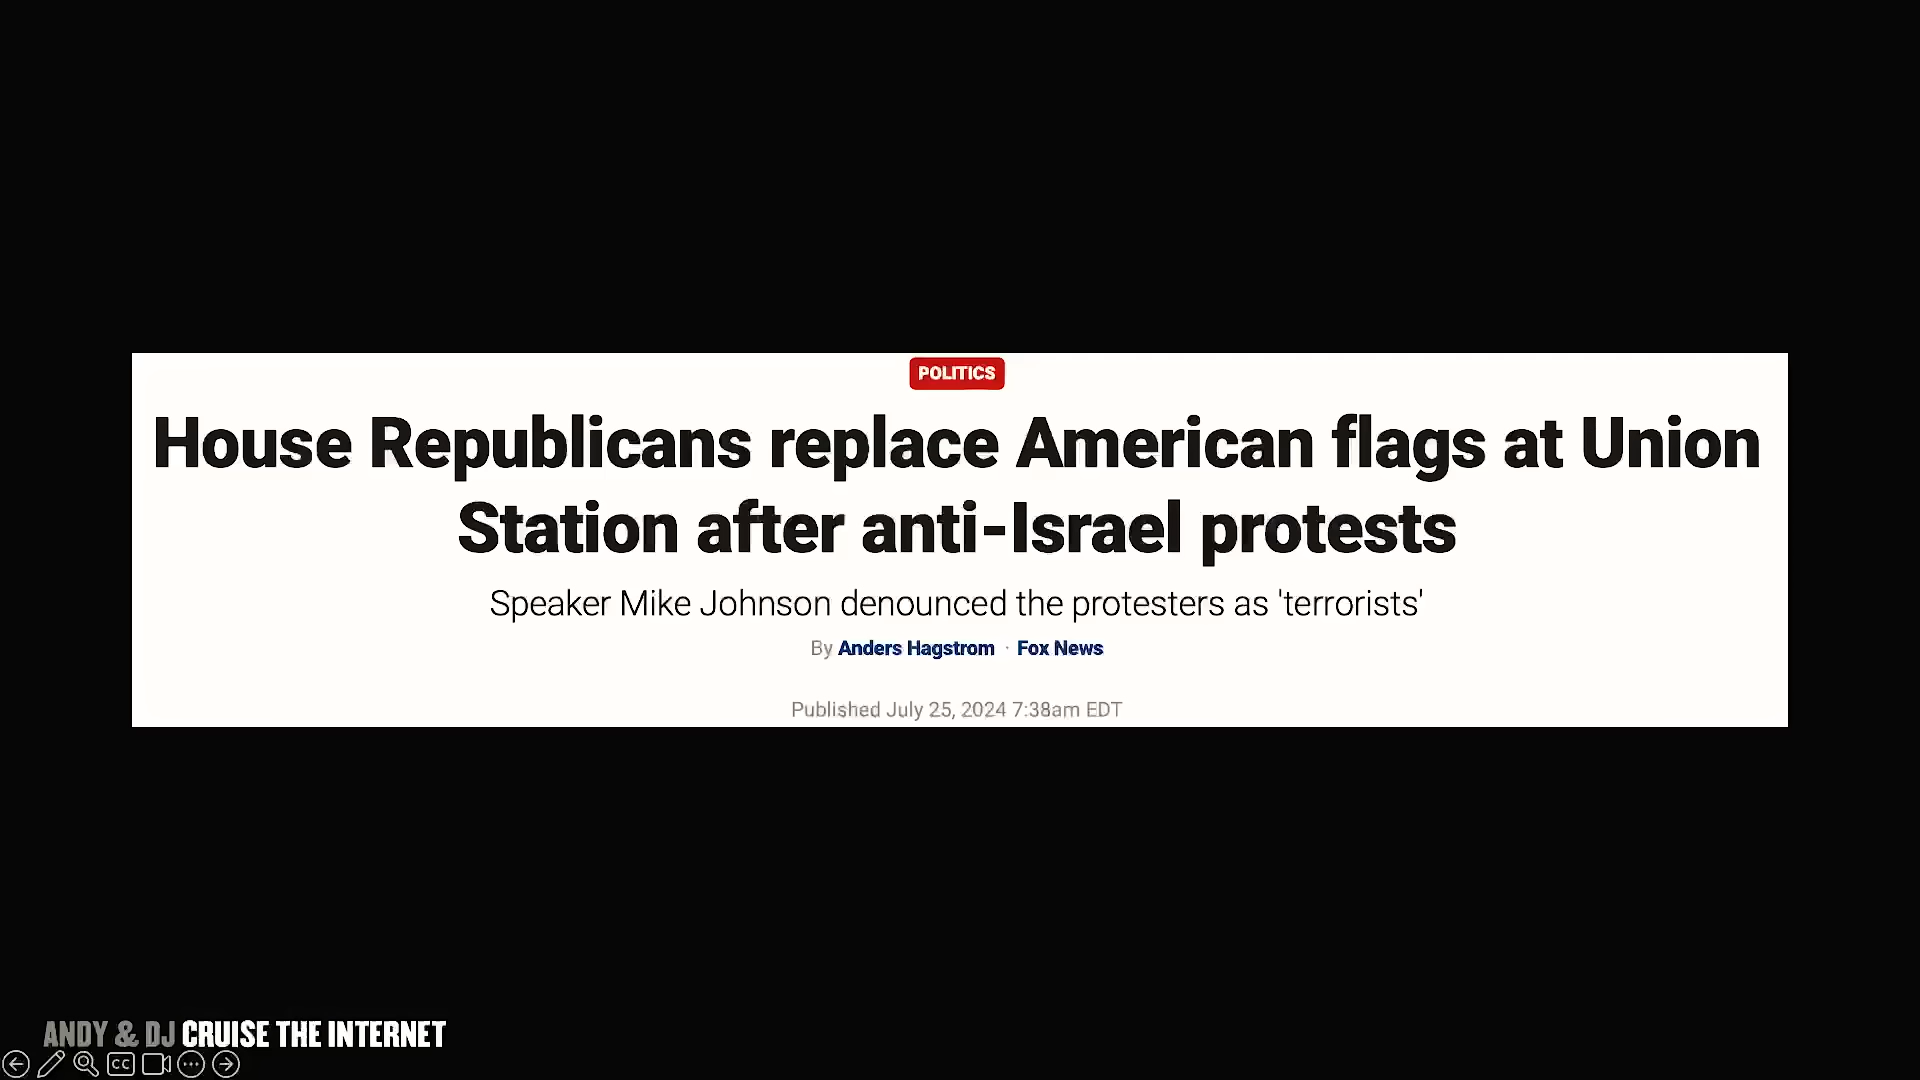 POLITICS
House Republicans replace American flags at Union
Station after anti-Israel protests
Speaker Mike Johnson denounced the protesters as 'terrorists'
By Anders Hagstrom · Fox News
Published July 25, 2024 7:38am EDT
ANDY & DJ CRUISE THE INTERNET
CC